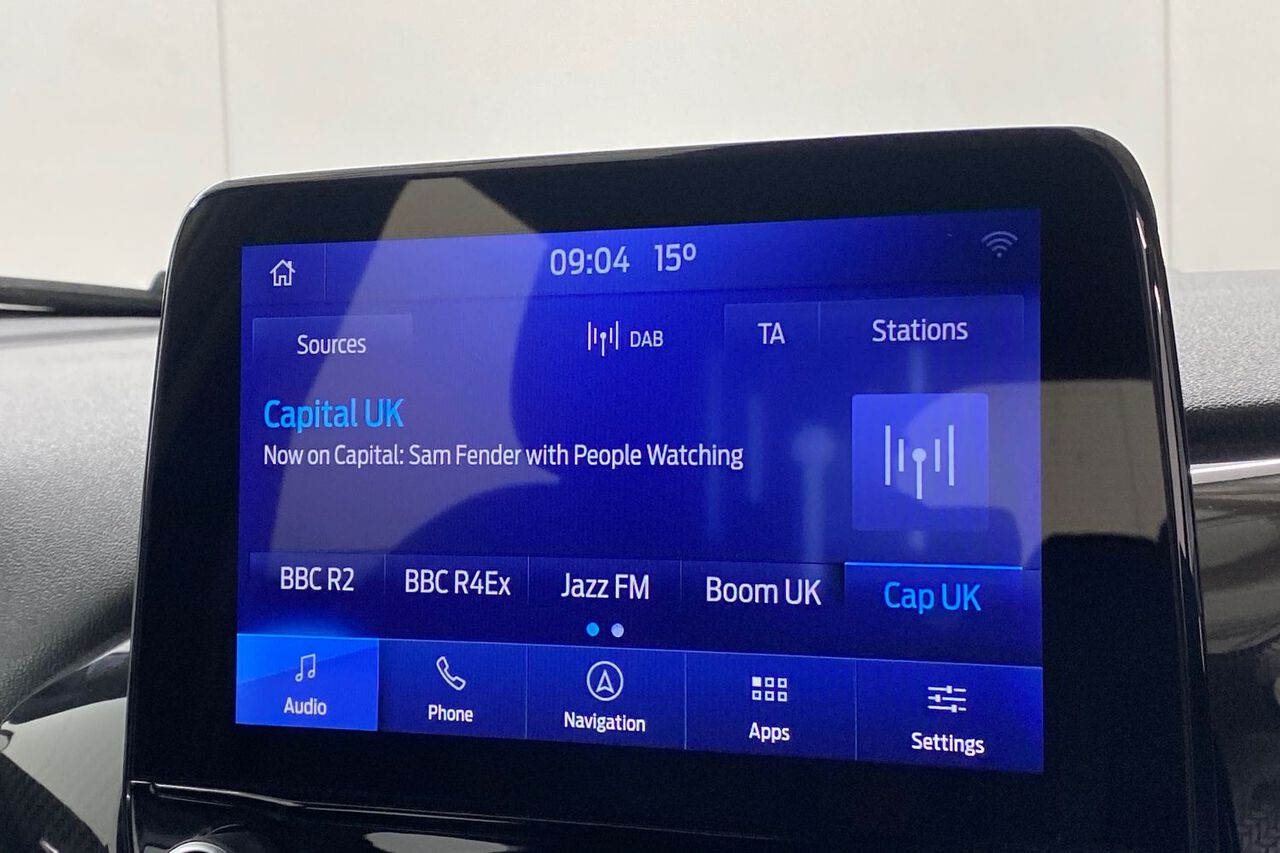 09:04 15º
Sources DAB TA Stations
Capital UK
Now on Capital: Sam Fender with People Watching
BBC R2 BBC R4Ex Jazz FM Boom UK Cap UK
Audio Phone Navigation Apps Settings